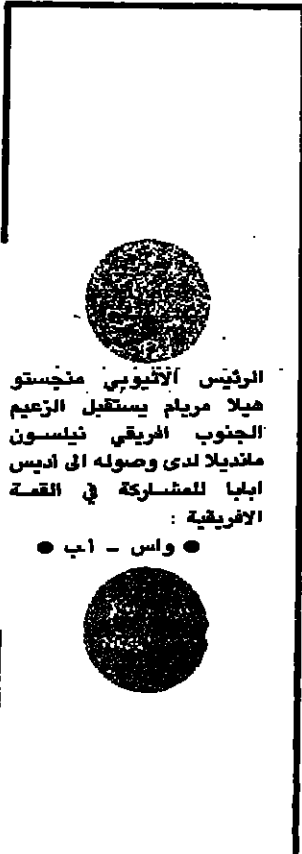 الرئيس الاثيوبي منجستو
هيلا مريام يستقبل الزعيم
الجنوب افريقي نيلسون
مانديلا لدى وصوله الى اديس
ابابا للمشاركة في القمة
الافريقية :
● واس - أ.ب ●